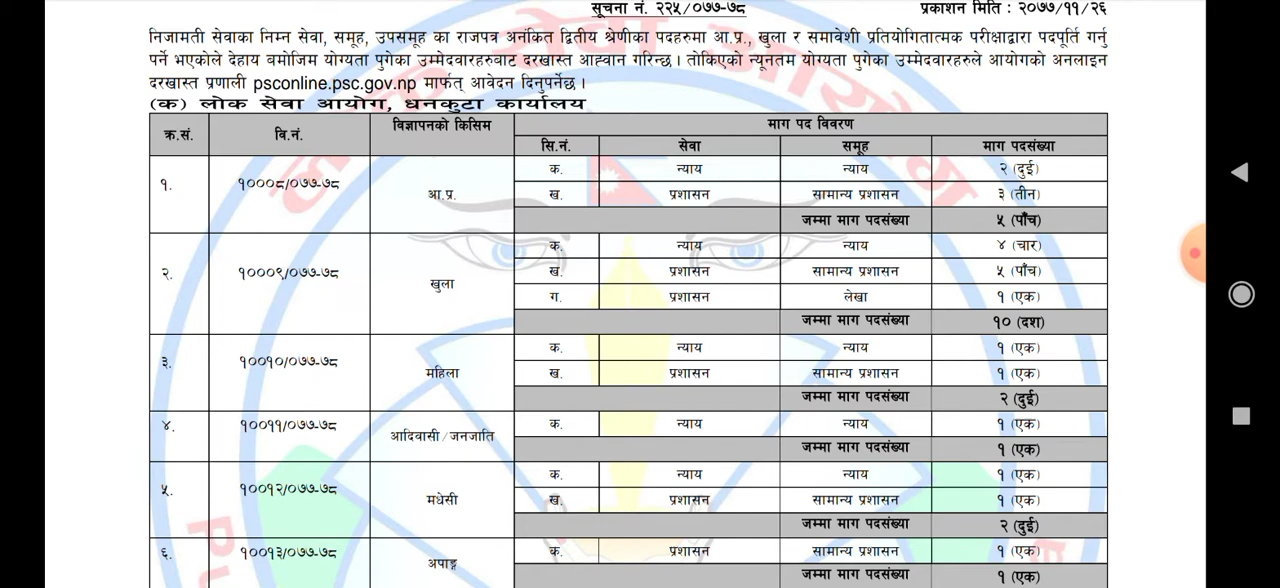 सूचना नं. २२५/०७७-७८ प्रकाशन मिति : २०७७/११/२६
निजामती सेवाका निम्न सेवा, समूह, उपसमूह का राजपत्र अनंकित द्वितीय श्रेणीका पदहरुमा आ.प्र., खुला र समावेशी प्रतियोगितात्मक परीक्षाद्वारा पदपूर्ति गर्नु
पर्ने भएकोले देहाय बमोजिम योग्यता पुगेका उम्मेदवारहरुबाट दरखास्त आह्वान गरिन्छ । तोकिएको न्यूनतम योग्यता पुगेका उम्मेदवारहरुले आयोगको अनलाइन
दरखास्त प्रणाली psconline.psc.gov.np मार्फत् आवेदन दिनुपर्नेछ ।
(क) लोक सेवा आयोग, धनकुटा कार्यालय
क्र.सं. वि.नं. विज्ञापनको किसिम माग पद विवरण
सि.नं. सेवा समूह माग पदसंख्या
१. १०००८/०७७-७८ आ.प्र. क. न्याय न्याय २ (दुई)
ख. प्रशासन सामान्य प्रशासन ३ (तीन)
जम्मा माग पदसंख्या ५ (पाँच)
२. १०००९/०७७-७८ खुला क. न्याय न्याय ४ (चार)
ख. प्रशासन सामान्य प्रशासन ५ (पाँच)
ग. प्रशासन लेखा १ (एक)
जम्मा माग पदसंख्या १० (दश)
३. १००१०/०७७-७८ महिला क. न्याय न्याय १ (एक)
ख. प्रशासन सामान्य प्रशासन १ (एक)
जम्मा माग पदसंख्या २ (दुई)
४. १००११/०७७-७८ आदिवासी/जनजाति क. न्याय न्याय १ (एक)
जम्मा माग पदसंख्या १ (एक)
५. १००१२/०७७-७८ मधेसी क. न्याय न्याय १ (एक)
ख. प्रशासन सामान्य प्रशासन १ (एक)
जम्मा माग पदसंख्या २ (दुई)
६. १००१३/०७७-७८ अपाङ्ग क. प्रशासन सामान्य प्रशासन १ (एक)
जम्मा माग पदसंख्या १ (एक)